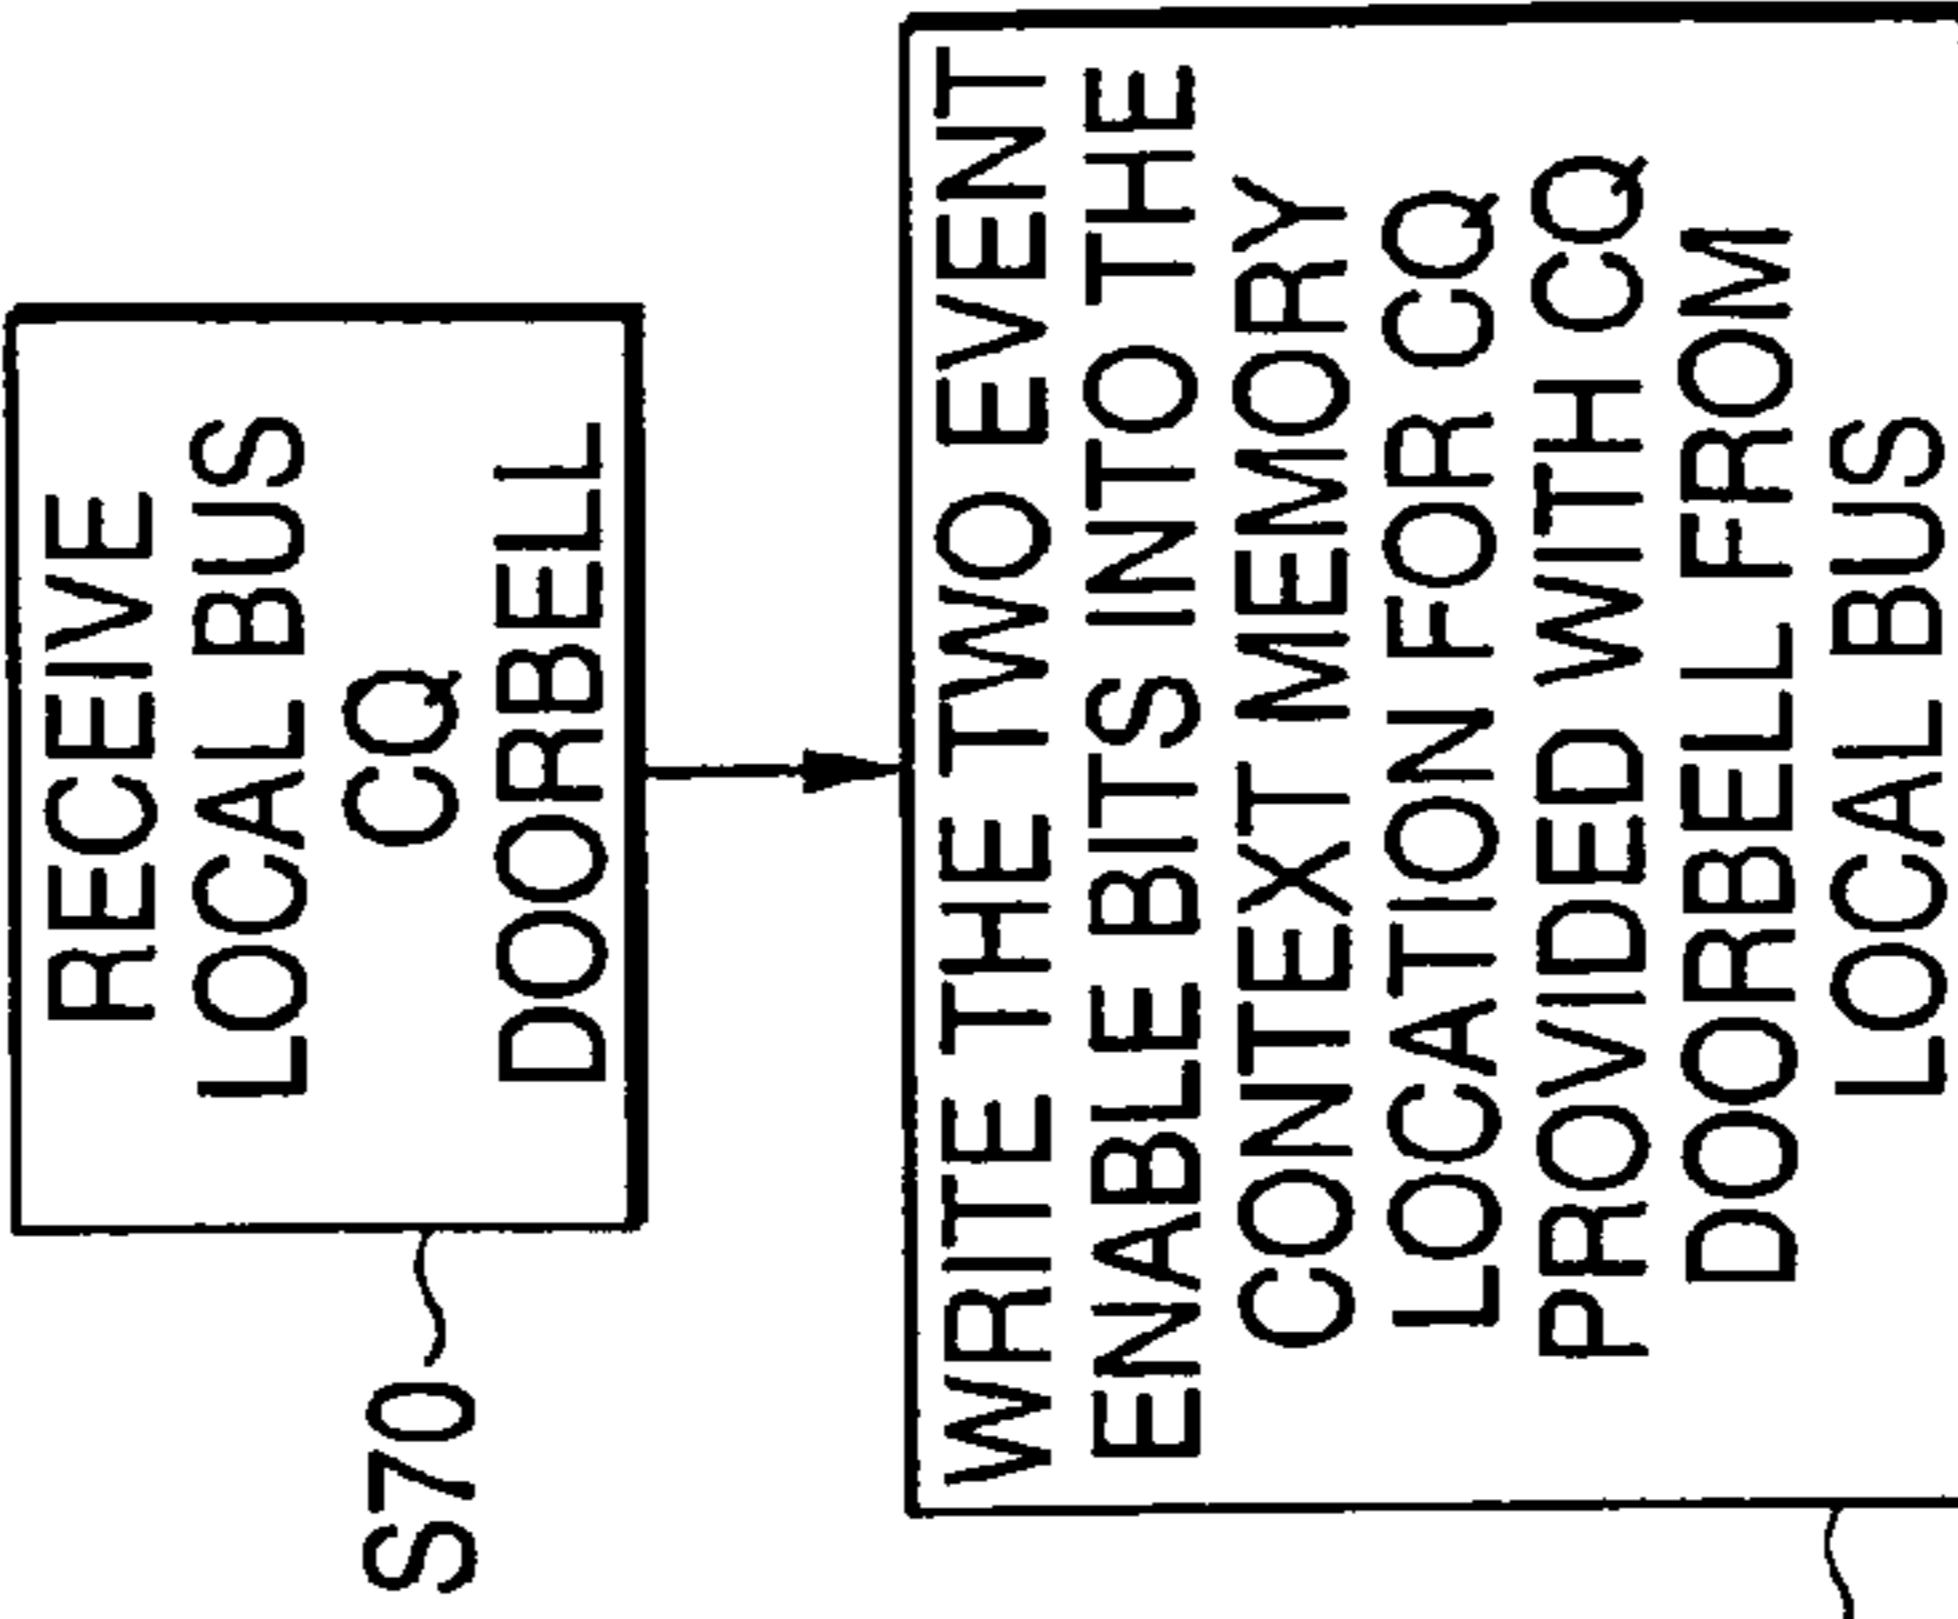 RECEIVE
LOCAL BUS
CQ
DORBELL
S70
WRITE THE TWO EVENT
ENABLE BITS INTO THE
CONTEXT MEMORY
LOCATION FOR CQ
PROVIDED WITH CQ
DOORBELL FROM
LOCAL BUS